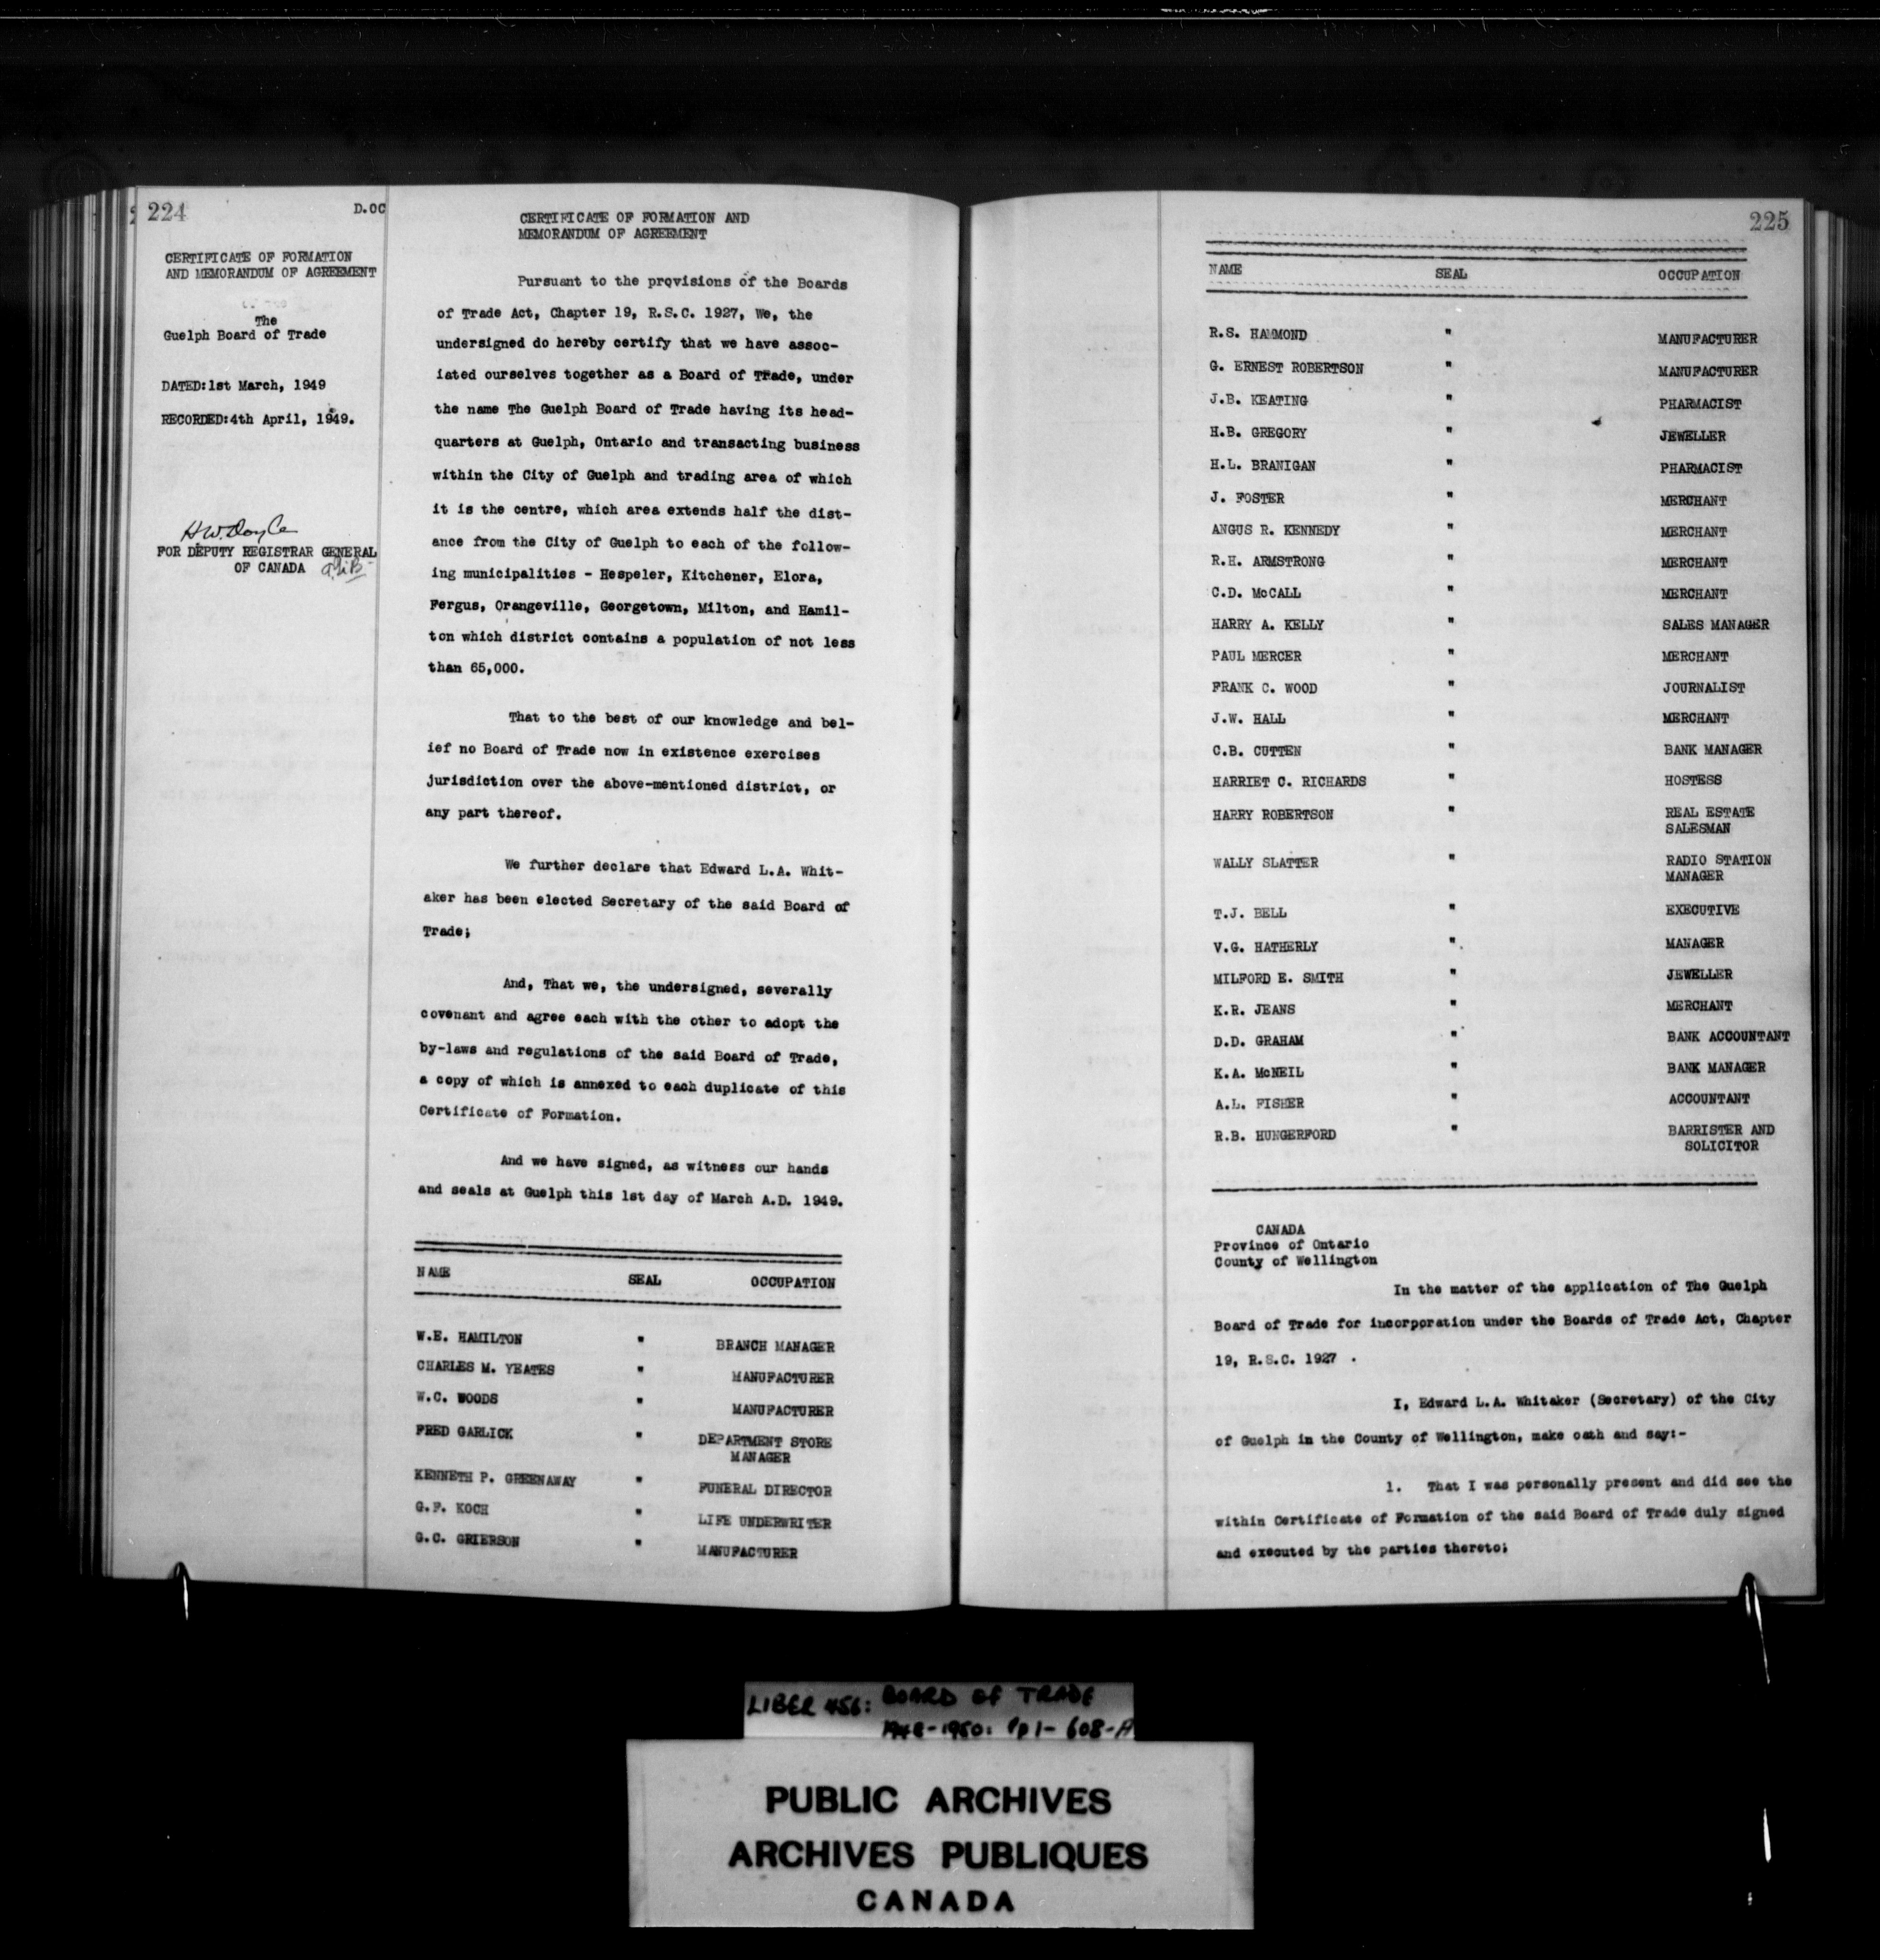 224
D.OC
CERTIFICATE OF FORMATION
AND MEMORANDUM OF AGREEMENT
The
Guelph Board of Trade
DATED:1st March, 1949
RECORDED:4th April, 1949.
H.W. Doyle
FOR DEPUTY REGISTRAR GENERAL
OF CANADA
CERTIFICATE OF FORMATION AND
MEMORANDUM OF AGREEMENT
Pursuant to the provisions of the Boards
of Trade Act, Chapter 19, R.S.C. 1927, We, the
undersigned do hereby certify that we have assoc-
iated ourselves together as a Board of Trade, under
the name The Guelph Board of Trade having its head-
quarters at Guelph, Ontario and transacting business
within the City of Guelph and trading area of which
it is the centre, which area extends half the dist-
ance from the City of Guelph to each of the follow-
ing municipalities - Hespeler, Kitchener, Elora,
Fergus, Orangeville, Georgetown, Milton, and Hamil-
ton which district contains a population of not less
than 65,000.
That to the best of our knowledge and bel-
ief no Board of Trade now in existence exercises
jurisdiction over the above-mentioned district, or
any part thereof.
We further declare that Edward L.A. Whit-
aker has been elected Secretary of the said Board of
Trade;
And, That we, the undersigned, severally
covenant and agree each with the other to adopt the
by-laws and regulations of the said Board of Trade,
a copy of which is annexed to each duplicate of this
Certificate of Formation.
And we have signed, as witness our hands
and seals at Guelph this 1st day of March A.D. 1949.
NAME SEAL OCCUPATION
W.E. HAMILTON " BRANCH MANAGER
CHARLES M. YEATES " MANUFACTURER
W.C. WOODS " MANUFACTURER
FRED GARLICK " DEPARTMENT STORE
MANAGER
KENNETH P. GREENAWAY " FUNERAL DIRECTOR
G.F. KOCH " LIFE UNDERWRITER
G.C. GRIERSON " MANUFACTURER
225
NAME SEAL OCCUPATION
R.S. HAMMOND " MANUFACTURER
G. ERNEST ROBERTSON " MANUFACTURER
J.B. KEATING " PHARMACIST
H.B. GREGORY " JEWELLER
H.L. BRANIGAN " PHARMACIST
J. FOSTER " MERCHANT
ANGUS R. KENNEDY " MERCHANT
R.H. ARMSTRONG " MERCHANT
C.D. McCALL " MERCHANT
HARRY A. KELLY " SALES MANAGER
PAUL MERCER " MERCHANT
FRANK C. WOOD " JOURNALIST
J.W. HALL " MERCHANT
C.B. CUTTEN " BANK MANAGER
HARRIET C. RICHARDS " HOSTESS
HARRY ROBERTSON " REAL ESTATE
SALESMAN
WALLY SLATTER " RADIO STATION
MANAGER
T.J. BELL " EXECUTIVE
V.G. HATHERLY " MANAGER
MILFORD E. SMITH " JEWELLER
K.R. JEANS " MERCHANT
D.D. GRAHAM " BANK ACCOUNTANT
K.A. McNEIL " BANK MANAGER
A.L. FISHER " ACCOUNTANT
R.B. HUNGERFORD " BARRISTER AND
SOLICITOR
CANADA
Province of Ontario
County of Wellington
In the matter of the application of The Guelph
Board of Trade for incorporation under the Boards of Trade Act, Chapter
19, R.S.C. 1927 .
I, Edward L.A. Whitaker (Secretary) of the City
of Guelph in the County of Wellington, make oath and say:-
1. That I was personally present and did see the
within Certificate of Formation of the said Board of Trade duly signed
and executed by the parties thereto;
LIBER 456: BOARD OF TRADE
1948-1950: Pp 1- 608-A
PUBLIC ARCHIVES
ARCHIVES PUBLIQUES
CANADA